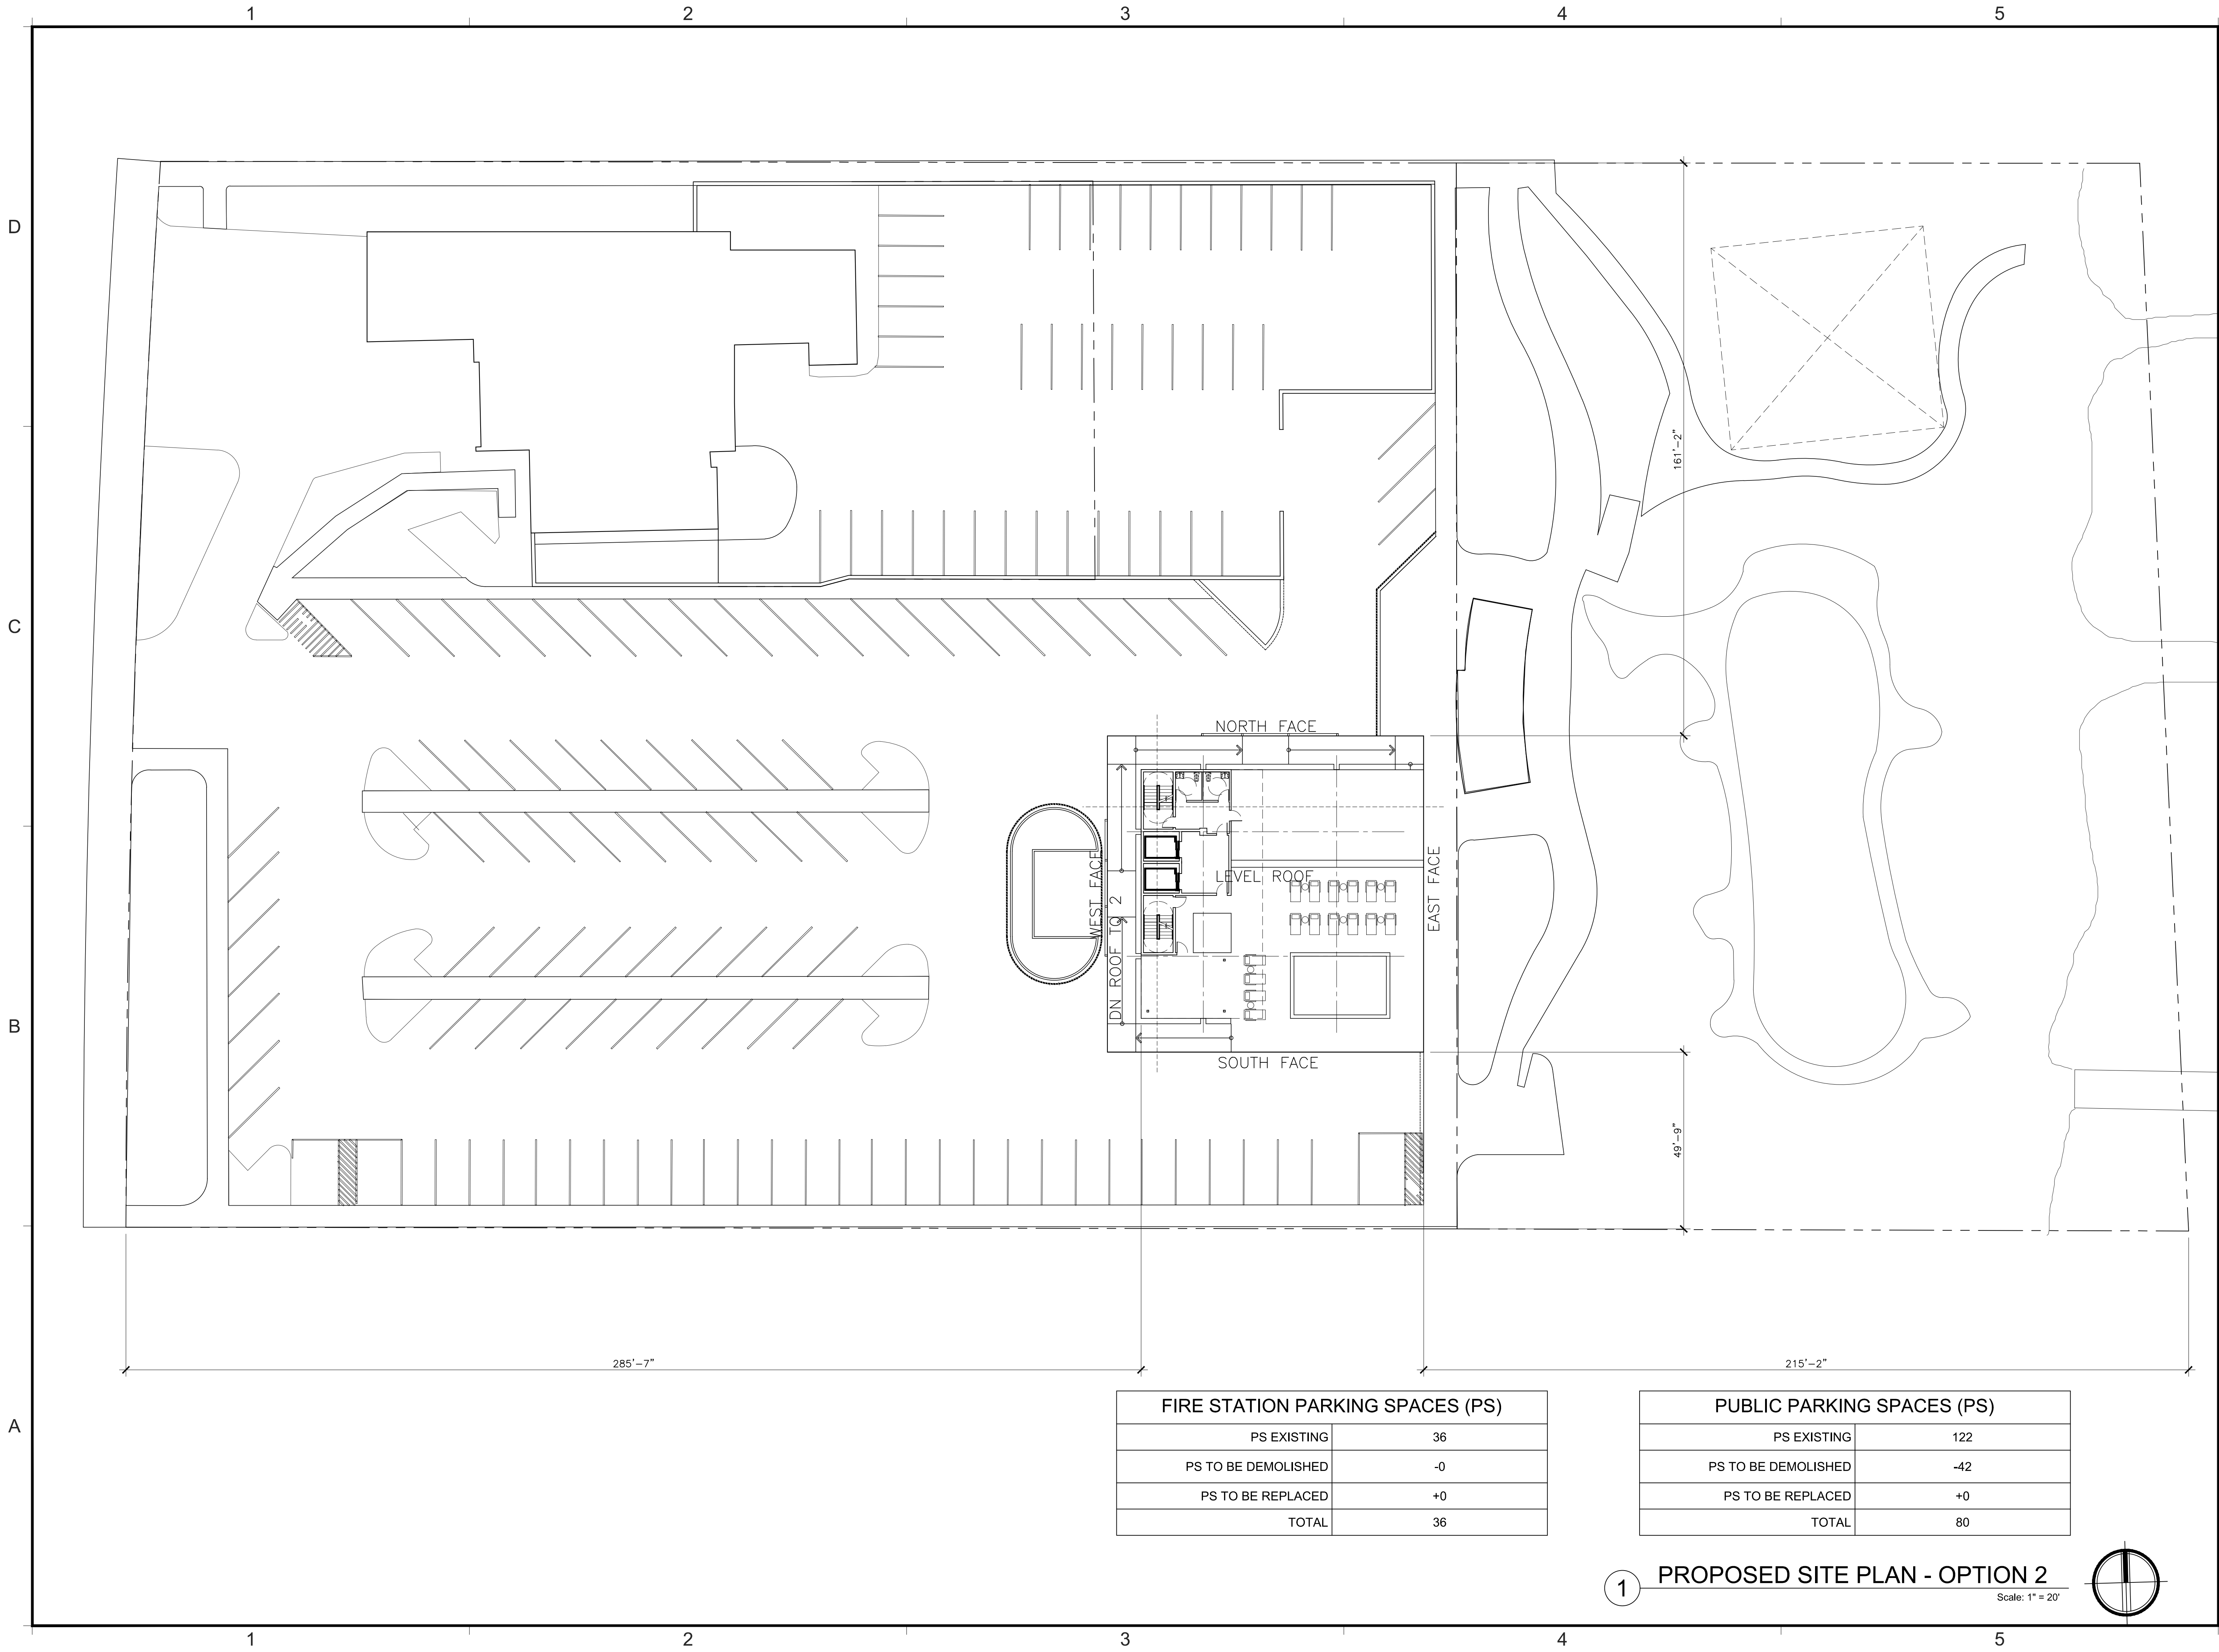 1 2 3 4 5
D
161'-2"
C
NORTH FACE
WEST FACE
LEVEL ROOF
EAST FACE
DN ROOF TO 2
B
SOUTH FACE
49'-9"
285'-7"
215'-2"
A
FIRE STATION PARKING SPACES (PS)
PS EXISTING 36
PS TO BE DEMOLISHED -0
PS TO BE REPLACED +0
TOTAL 36
PUBLIC PARKING SPACES (PS)
PS EXISTING 122
PS TO BE DEMOLISHED -42
PS TO BE REPLACED +0
TOTAL 80
1 PROPOSED SITE PLAN - OPTION 2
Scale: 1" = 20'
1 2 3 4 5